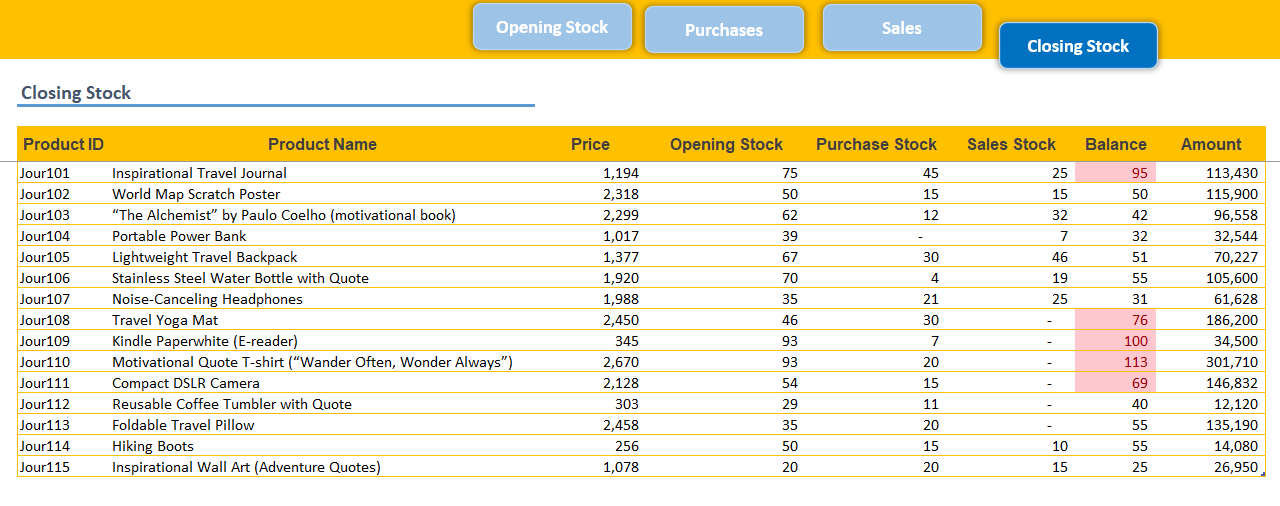 Opening Stock Purchases Sales Closing Stock
Closing Stock
Product ID Product Name Price Opening Stock Purchase Stock Sales Stock Balance Amount
Jour101 Inspirational Travel Journal 1,194 75 45 25 95 113,430
Jour102 World Map Scratch Poster 2,318 50 15 15 50 115,900
Jour103 “The Alchemist” by Paulo Coelho (motivational book) 2,299 62 12 32 42 96,558
Jour104 Portable Power Bank 1,017 39 - 7 32 32,544
Jour105 Lightweight Travel Backpack 1,377 67 30 46 51 70,227
Jour106 Stainless Steel Water Bottle with Quote 1,920 70 4 19 55 105,600
Jour107 Noise-Canceling Headphones 1,988 35 21 25 31 61,628
Jour108 Travel Yoga Mat 2,450 46 30 - 76 186,200
Jour109 Kindle Paperwhite (E-reader) 345 93 7 - 100 34,500
Jour110 Motivational Quote T-shirt (“Wander Often, Wonder Always”) 2,670 93 20 - 113 301,710
Jour111 Compact DSLR Camera 2,128 54 15 - 69 146,832
Jour112 Reusable Coffee Tumbler with Quote 303 29 11 - 40 12,120
Jour113 Foldable Travel Pillow 2,458 35 20 - 55 135,190
Jour114 Hiking Boots 256 50 15 10 55 14,080
Jour115 Inspirational Wall Art (Adventure Quotes) 1,078 20 20 15 25 26,950